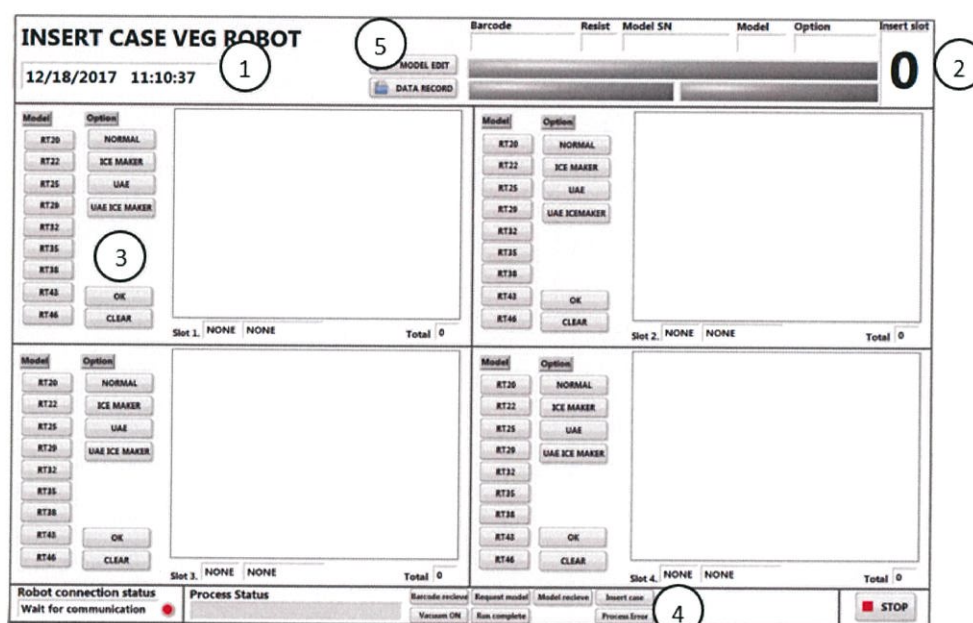 INSERT CASE VEG ROBOT
12/18/2017 11:10:37
1
5
MODEL EDIT
DATA RECORD
Barcode Resist Model SN Model Option Insert slot
0
2
Model Option
RT20 NORMAL
RT22 ICE MAKER
RT25 UAE
RT29 UAE ICE MAKER
RT32
RT35
RT38
3
RT43 OK
RT46 CLEAR
Slot 1. NONE NONE Total 0
Model Option
RT20 NORMAL
RT22 ICE MAKER
RT25 UAE
RT29 UAE ICEMAKER
RT32
RT35
RT38
RT43 OK
RT46 CLEAR
Slot 2. NONE NONE Total 0
Model Option
RT20 NORMAL
RT22 ICE MAKER
RT25 UAE
RT29 UAE ICE MAKER
RT32
RT35
RT38
RT43 OK
RT46 CLEAR
Slot 3. NONE NONE Total 0
Model Option
RT20 NORMAL
RT22 ICE MAKER
RT25 UAE
RT29 UAE ICE MAKER
RT32
RT35
RT38
RT43 OK
RT46 CLEAR
Slot 4. NONE NONE Total 0
Robot connection status
Wait for communication
Process Status
Barcode recieve Request model Model recieve Insert case
Vacuum ON Run complete Process Error
4
STOP